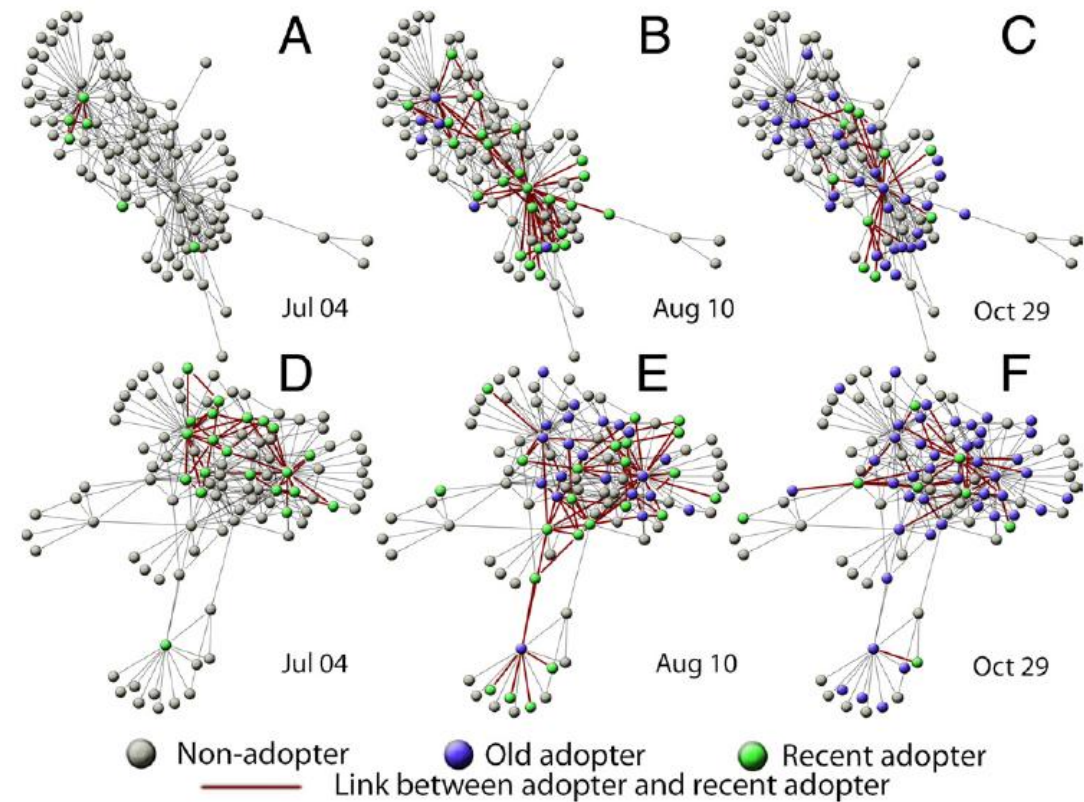 A B C
Jul 04 Aug 10 Oct 29
D E F
Jul 04 Aug 10 Oct 29
Non-adopter Old adopter Recent adopter
Link between adopter and recent adopter